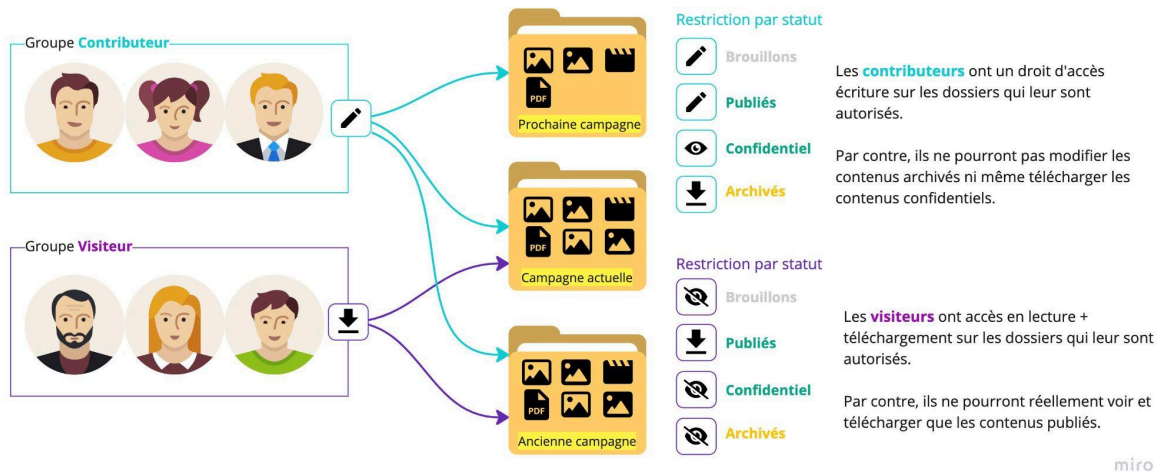 Groupe Contributeur
PDF
Prochaine campagne
Restriction par statut
Brouillons
Publiés
Confidentiel
Archivés
Les contributeurs ont un droit d'accès
écriture sur les dossiers qui leur sont
autorisés.
Par contre, ils ne pourront pas modifier les
contenus archivés ni même télécharger les
contenus confidentiels.
Groupe Visiteur
PDF
Campagne actuelle
PDF
Ancienne campagne
Restriction par statut
Brouillons
Publiés
Confidentiel
Archivés
Les visiteurs ont accès en lecture +
téléchargement sur les dossiers qui leur sont
autorisés.
Par contre, ils ne pourront réellement voir et
télécharger que les contenus publiés.
miro